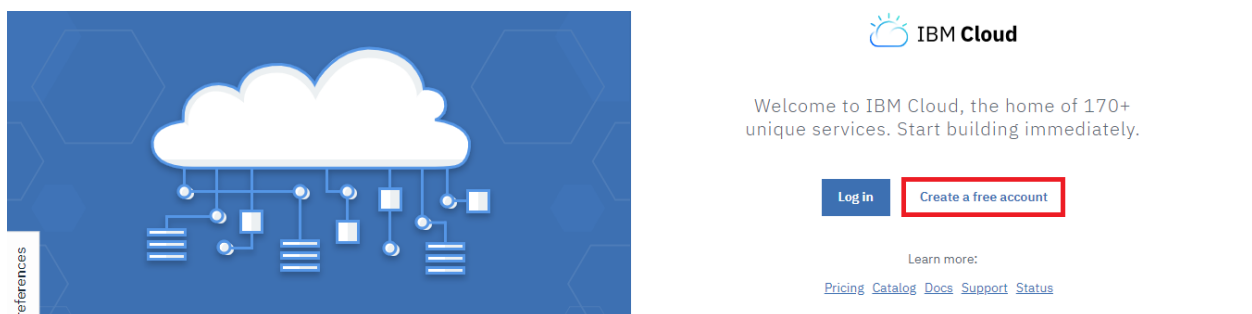 IBM Cloud
Welcome to IBM Cloud, the home of 170+
unique services. Start building immediately.
Log in Create a free account
Learn more:
Pricing Catalog Docs Support Status
eferences